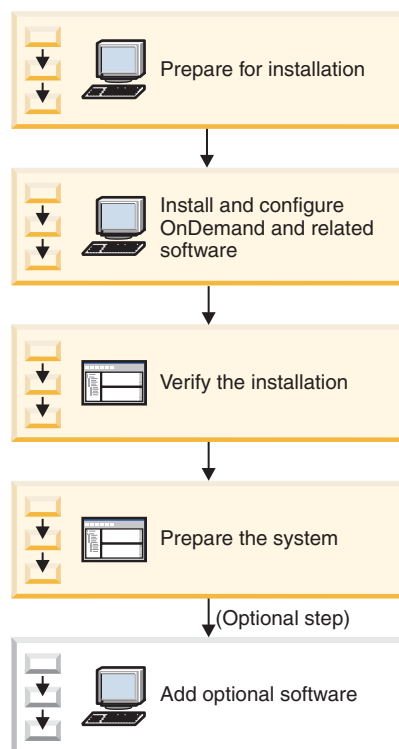 Prepare for installation
Install and configure
OnDemand and related
software
Verify the installation
Prepare the system
(Optional step)
Add optional software